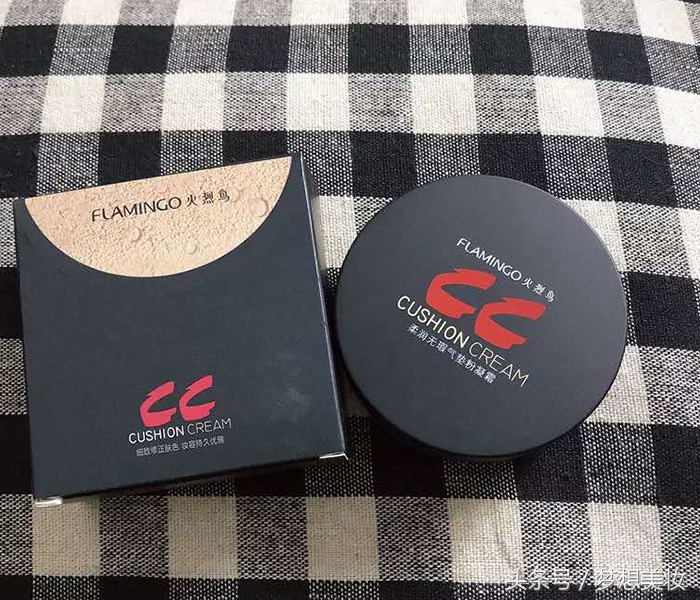 FLAMINGO 火烈鸟
CC
CUSHION CREAM
细致修正肤色,妆容持久优雅
FLAMINGO 火烈鸟
CC
CUSHION CREAM
柔润无瑕气垫粉凝霜
头条号 / 梦想美妆